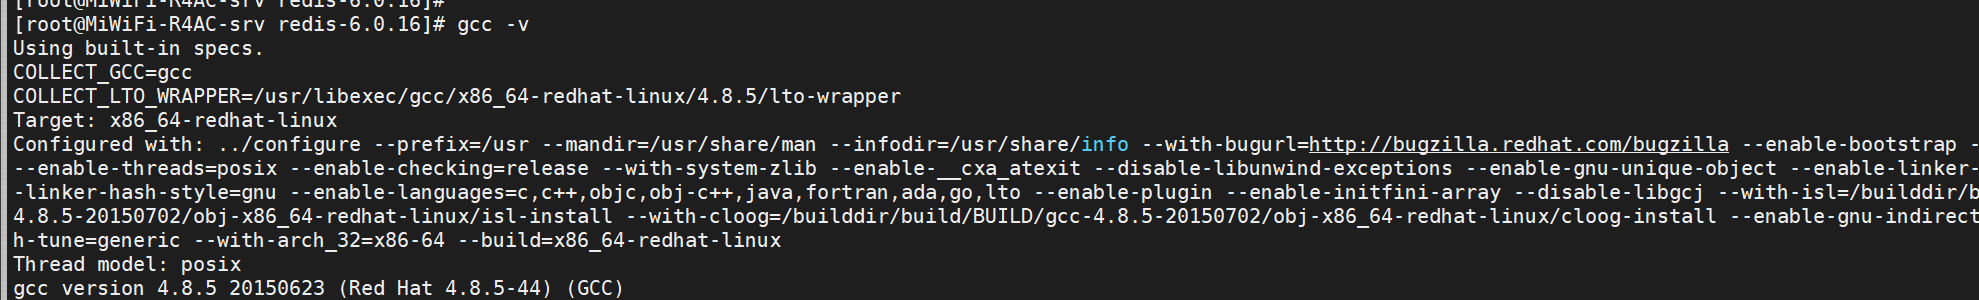 [root@MiWiFi-R4AC-srv redis-6.0.16]#
[root@MiWiFi-R4AC-srv redis-6.0.16]# gcc -v
Using built-in specs.
COLLECT_GCC=gcc
COLLECT_LTO_WRAPPER=/usr/libexec/gcc/x86_64-redhat-linux/4.8.5/lto-wrapper
Target: x86_64-redhat-linux
Configured with: ../configure --prefix=/usr --mandir=/usr/share/man --infodir=/usr/share/info --with-bugurl=http://bugzilla.redhat.com/bugzilla --enable-bootstrap -
--enable-threads=posix --enable-checking=release --with-system-zlib --enable-__cxa_atexit --disable-libunwind-exceptions --enable-gnu-unique-object --enable-linker-
-linker-hash-style=gnu --enable-languages=c,c++,objc,obj-c++,java,fortran,ada,go,lto --enable-plugin --enable-initfini-array --disable-libgcj --with-isl=/builddir/b
4.8.5-20150702/obj-x86_64-redhat-linux/isl-install --with-cloog=/builddir/build/BUILD/gcc-4.8.5-20150702/obj-x86_64-redhat-linux/cloog-install --enable-gnu-indirect
h-tune=generic --with-arch_32=x86-64 --build=x86_64-redhat-linux
Thread model: posix
gcc version 4.8.5 20150623 (Red Hat 4.8.5-44) (GCC)